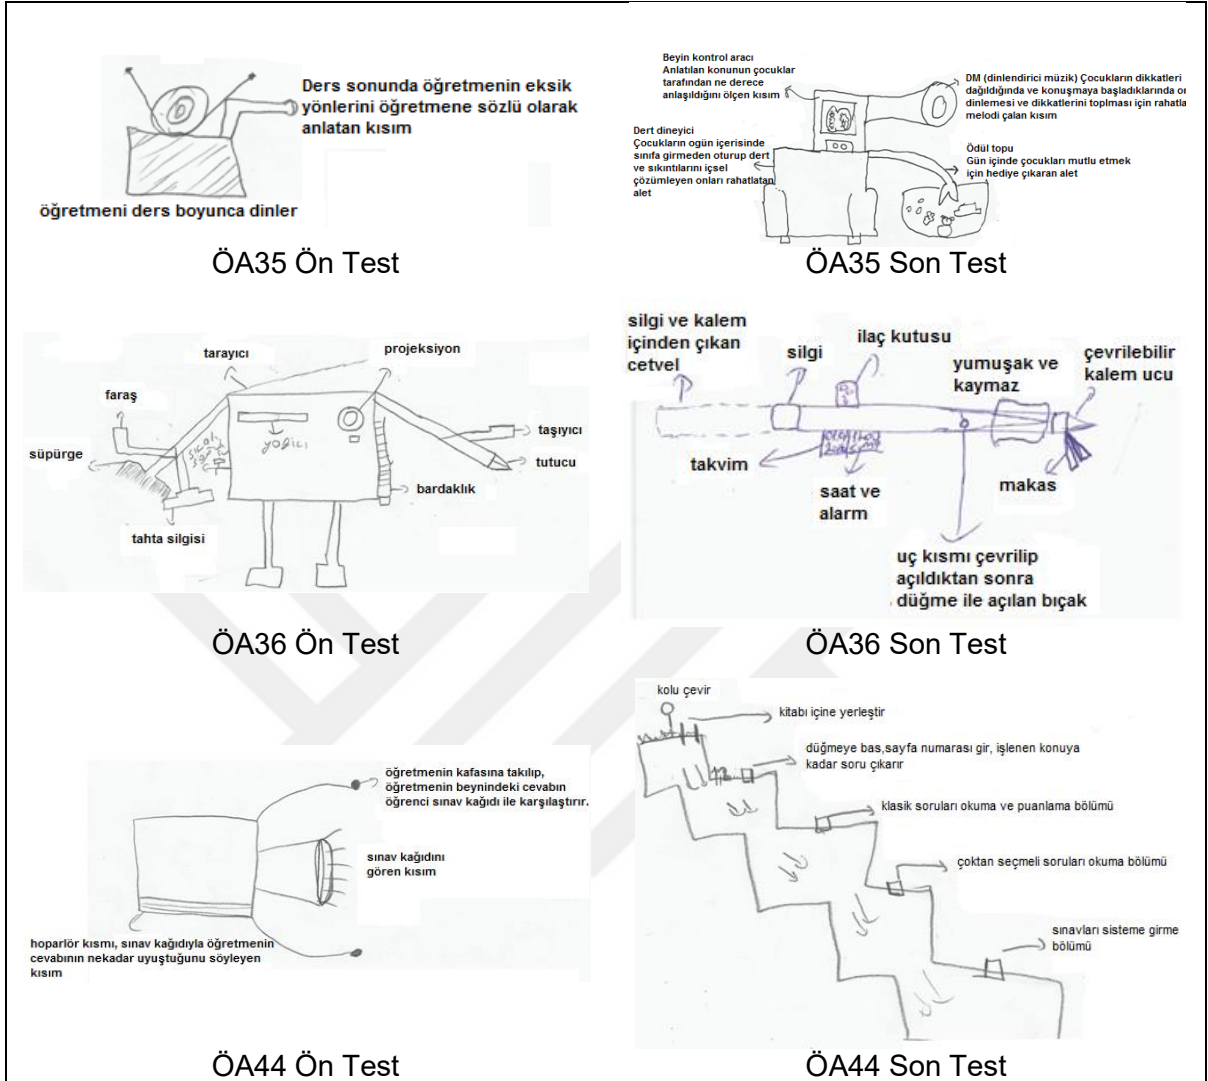 Ders sonunda öğretmenin eksik
yönlerini öğretmene sözlü olarak
anlatan kısım
öğretmeni ders boyunca dinler
ÖA35 Ön Test
Beyin kontrol aracı
Anlatılan konunun çocuklar
tarafından ne derece
anlaşıldığını ölçen kısım
DM (dinlendirici müzik) Çocukların dikkatleri
dağıldığında ve konuşmaya başladıklarında
dinlemesi ve dikkatlerini toplması için
melodi çalan kısım
Dert dineyici
Çocukların ogün içerisinde
sınıfa girmeden oturup dert
ve sıkıntılarını içsel
çözümleyen onları rahatlatan
alet
Ödül topu
Gün içinde çocukları mutlu etmek
için hediye çıkaran alet
ÖA35 Son Test
tarayıcı
projeksiyon
faraş
süpürge
yazıcı
taşıyıcı
tutucu
bardaklık
tahta silgisi
ÖA36 Ön Test
silgi ve kalem
içinden çıkan
cetvel
silgi
ilaç kutusu
yumuşak ve
kaymaz
çevrilebilir
kalem ucu
takvim
saat ve
alarm
makas
uç kısmı çevrilip
açıldıktan sonra
düğme ile açılan bıçak
ÖA36 Son Test
öğretmenin kafasına takılıp,
öğretmenin beynindeki cevabın
öğrenci sınav kağıdı ile karşılaştırır.
sınav kağıdını
gören kısım
hoparlör kısmı, sınav kağıdıyla öğretmenin
cevabının nekadar uyuştuğunu söyleyen
kısım
ÖA44 Ön Test
kolu çevir
kitabı içine yerleştir
düğmeye bas,sayfa numarası gir, işlenen konuya
kadar soru çıkarır
klasik soruları okuma ve puanlama bölümü
çoktan seçmeli soruları okuma bölümü
sınavları sisteme girme
bölümü
ÖA44 Son Test